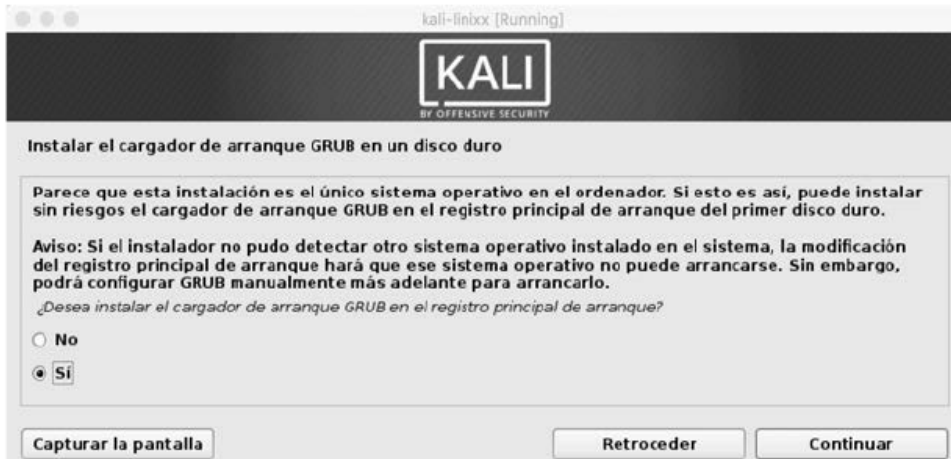 kali-linixx [Running]
KALI
BY OFFENSIVE SECURITY
Instalar el cargador de arranque GRUB en un disco duro
Parece que esta instalación es el único sistema operativo en el ordenador. Si esto es así, puede instalar
sin riesgos el cargador de arranque GRUB en el registro principal de arranque del primer disco duro.
Aviso: Si el instalador no pudo detectar otro sistema operativo instalado en el sistema, la modificación
del registro principal de arranque hará que ese sistema operativo no puede arrancarse. Sin embargo,
podrá configurar GRUB manualmente más adelante para arrancarlo.
¿Desea instalar el cargador de arranque GRUB en el registro principal de arranque?
No
Sí
Capturar la pantalla Retroceder Continuar